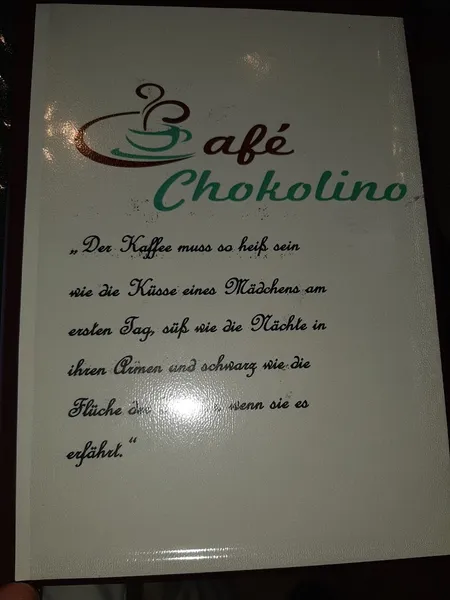 Café
Chokolino
„Der Kaffee muss so heiß sein
wie die Küsse eines Mädchens am
ersten Tag, süß wie die Nächte in
ihren Armen und schwarz wie die
Flüche wenn sie es
erfährt.“